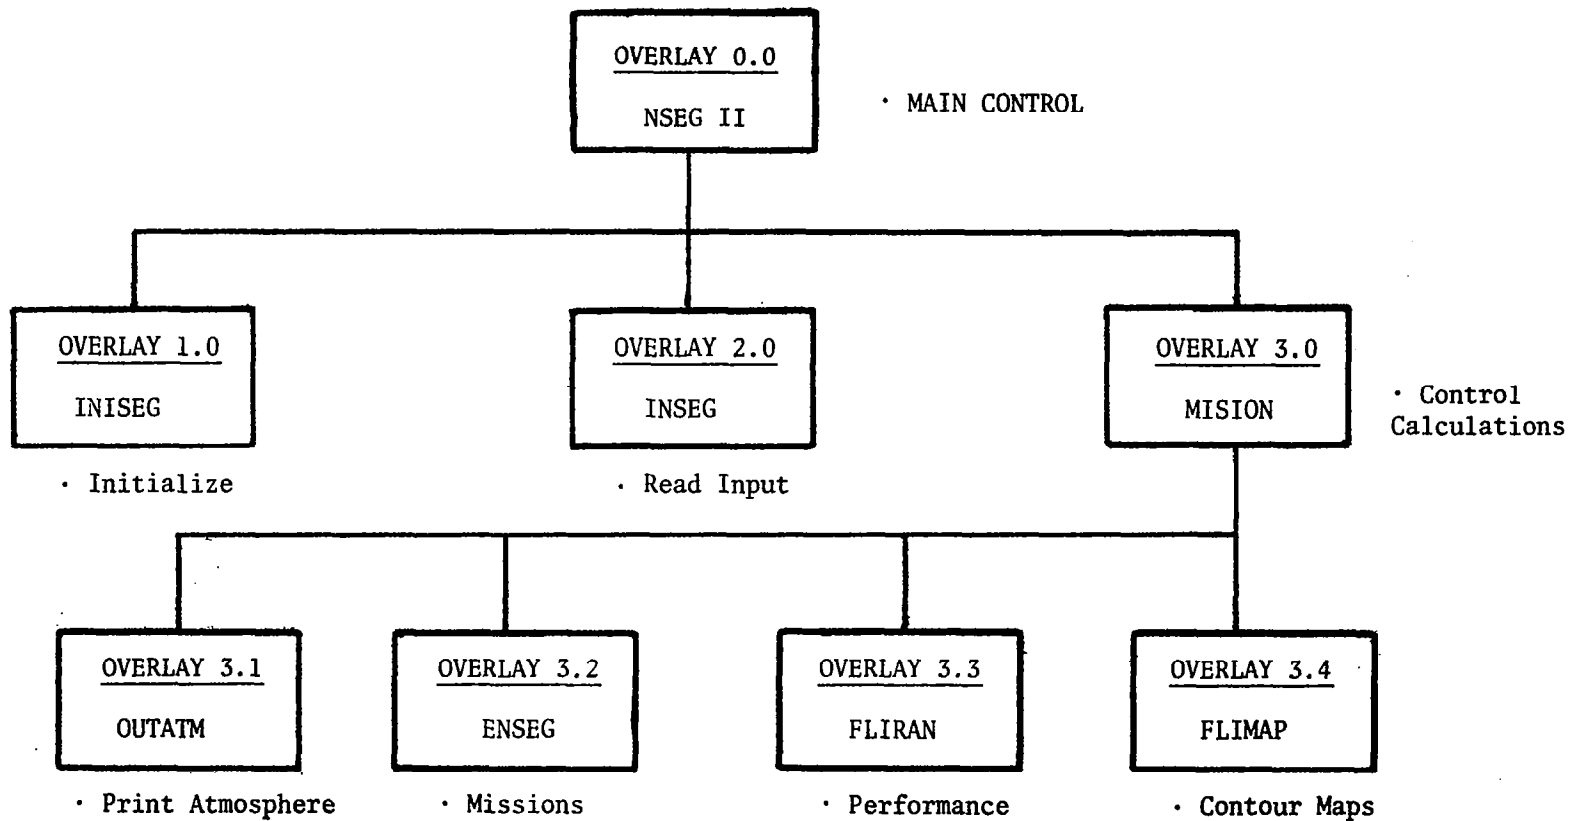 OVERLAY 0.0
NSEG II
· MAIN CONTROL
OVERLAY 1.0
INISEG
· Initialize
OVERLAY 2.0
INSEG
· Read Input
OVERLAY 3.0
MISION
· Control
Calculations
OVERLAY 3.1
OUTATM
· Print Atmosphere
OVERLAY 3.2
ENSEG
· Missions
OVERLAY 3.3
FLIRAN
· Performance
OVERLAY 3.4
FLIMAP
· Contour Maps